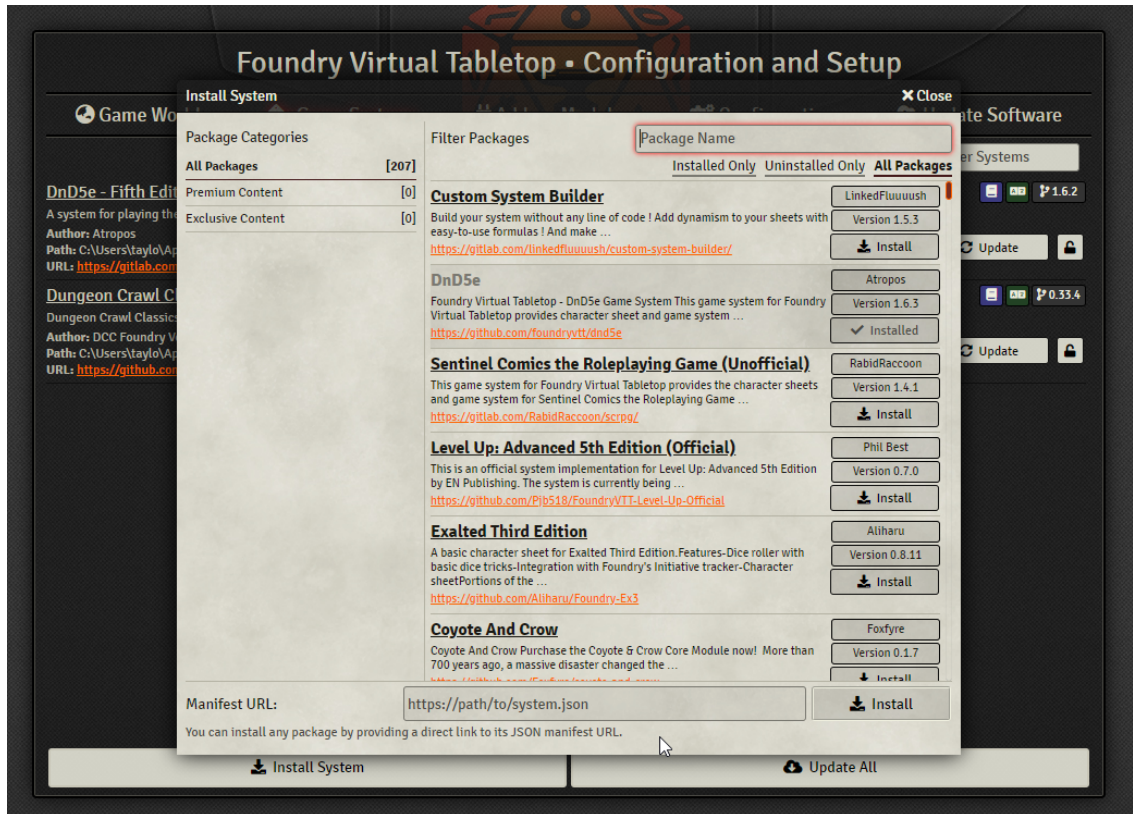 Foundry Virtual Tabletop • Configuration and Setup
Install System
Close
Game Wo
ate Software
Package Categories
Filter Packages
Package Name
Installed Only Uninstalled Only All Packages
er Systems
All Packages [207]
Premium Content [0]
Exclusive Content [0]
DnD5e - Fifth Edit
1.6.2
A system for playing the
Author: Atropos
Path: C:\Users\taylo\Ap
URL: https://gitlab.com
Update
Dungeon Crawl Cl
0.33.4
Dungeon Crawl Classics
Author: DCC Foundry V
Path: C:\Users\taylo\Ap
URL: https://github.com
Update
Custom System Builder
LinkedFluuuush
Build your system without any line of code ! Add dynamism to your sheets with
easy-to-use formulas ! And make ...
Version 1.5.3
https://gitlab.com/linkedfluuuush/custom-system-builder/
Install
DnD5e
Atropos
Foundry Virtual Tabletop - DnD5e Game System This game system for Foundry
Virtual Tabletop provides character sheet and game system ...
Version 1.6.3
https://github.com/foundryvtt/dnd5e
Installed
Sentinel Comics the Roleplaying Game (Unofficial)
RabidRaccoon
This game system for Foundry Virtual Tabletop provides the character sheets
and game system for Sentinel Comics the Roleplaying Game ...
Version 1.4.1
https://gitlab.com/RabidRaccoon/scrpg/
Install
Level Up: Advanced 5th Edition (Official)
Phil Best
This is an official system implementation for Level Up: Advanced 5th Edition
by EN Publishing. The system is currently being ...
Version 0.7.0
https://github.com/Pjb518/FoundryVTT-Level-Up-Official
Install
Exalted Third Edition
Aliharu
A basic character sheet for Exalted Third Edition.Features-Dice roller with
basic dice tricks-Integration with Foundry's Initiative tracker-Character
sheetPortions of the ...
Version 0.8.11
https://github.com/Aliharu/Foundry-Ex3
Install
Coyote And Crow
Foxfyre
Coyote And Crow Purchase the Coyote & Crow Core Module now! More than
700 years ago, a massive disaster changed the ...
Version 0.1.7
Install
Manifest URL:
https://path/to/system.json
Install
You can install any package by providing a direct link to its JSON manifest URL.
Install System
Update All